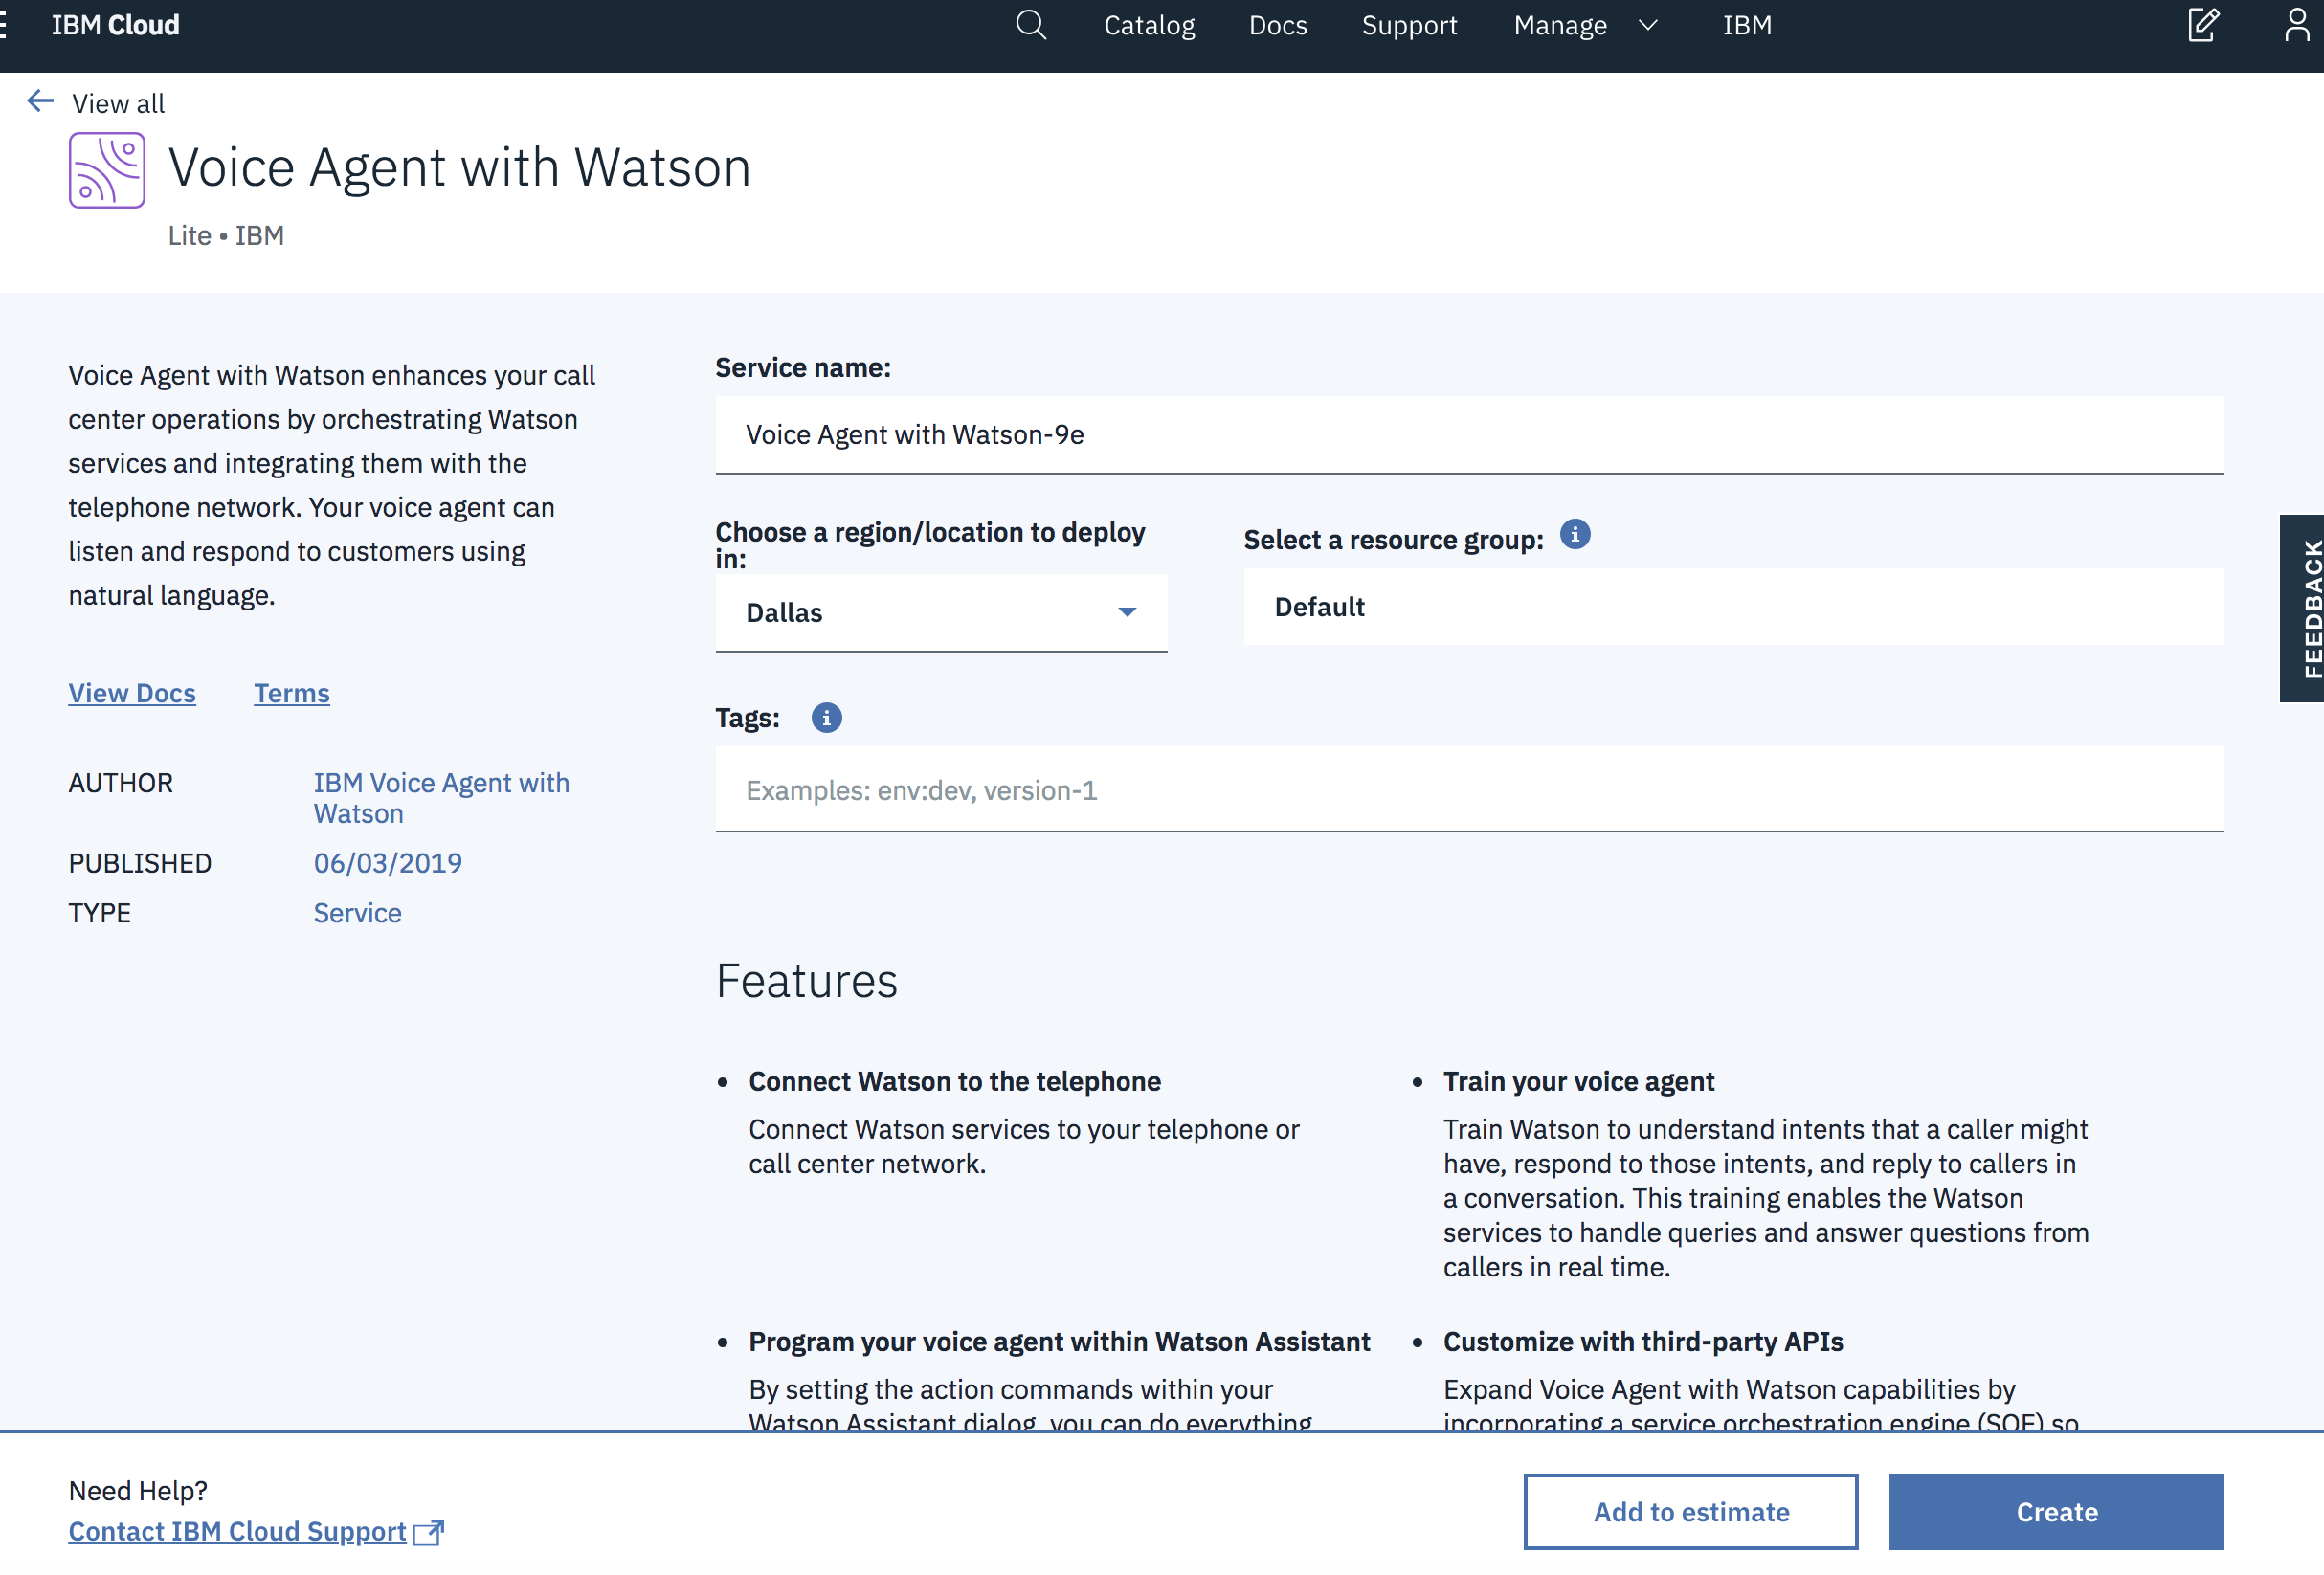 IBM Cloud
Catalog Docs Support Manage IBM
View all
Voice Agent with Watson
Lite • IBM
Voice Agent with Watson enhances your call
center operations by orchestrating Watson
services and integrating them with the
telephone network. Your voice agent can
listen and respond to customers using
natural language.
View Docs Terms
AUTHOR IBM Voice Agent with
Watson
PUBLISHED 06/03/2019
TYPE Service
Service name:
Voice Agent with Watson-9e
Choose a region/location to deploy
in:
Dallas
Select a resource group:
Default
Tags:
Examples: env:dev, version-1
Features
• Connect Watson to the telephone
Connect Watson services to your telephone or
call center network.
• Train your voice agent
Train Watson to understand intents that a caller might
have, respond to those intents, and reply to callers in
a conversation. This training enables the Watson
services to handle queries and answer questions from
callers in real time.
• Program your voice agent within Watson Assistant
By setting the action commands within your
Watson Assistant dialog, you can do everything
• Customize with third-party APIs
Expand Voice Agent with Watson capabilities by
incorporating a service orchestration engine (SOE) so
FEEDBACK
Need Help?
Contact IBM Cloud Support
Add to estimate
Create